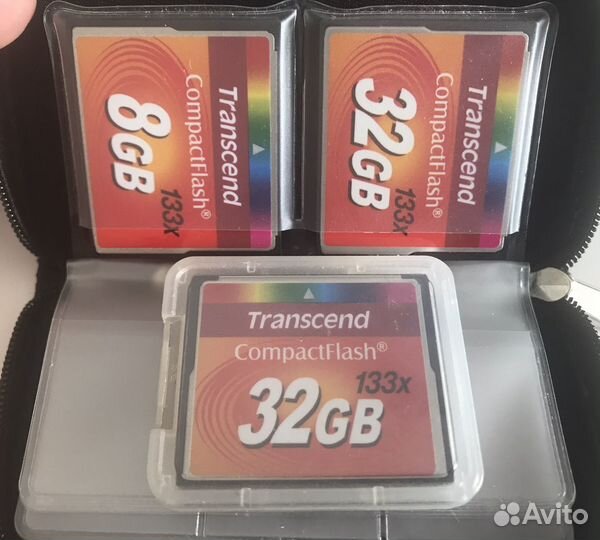 Transcend
CompactFlash®
133x
8GB
Transcend
CompactFlash®
133x
32GB
Transcend
CompactFlash®
133x
32GB
Avito